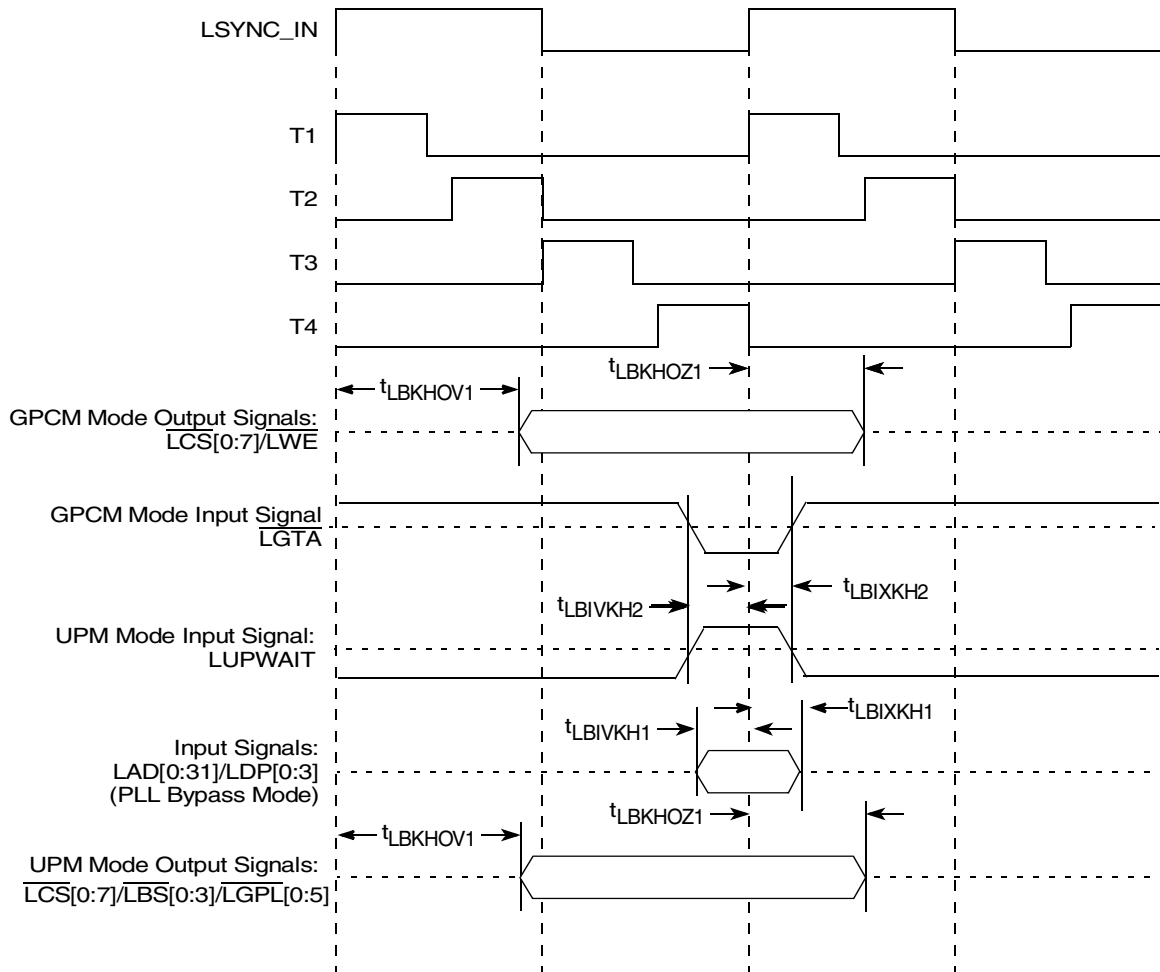 LSYNC_IN
T1
T2
T3
T4
tLBKHOZ1
tLBKHOV1
GPCM Mode Output Signals:
LCS[0:7]/LWE
GPCM Mode Input Signal
LGTA
tLBIXKH2
tLBIVKH2
UPM Mode Input Signal:
LUPWAIT
tLBIXKH1
tLBIVKH1
Input Signals:
LAD[0:31]/LDP[0:3]
(PLL Bypass Mode)
tLBKHOZ1
tLBKHOV1
UPM Mode Output Signals:
LCS[0:7]/LBS[0:3]/LGPL[0:5]